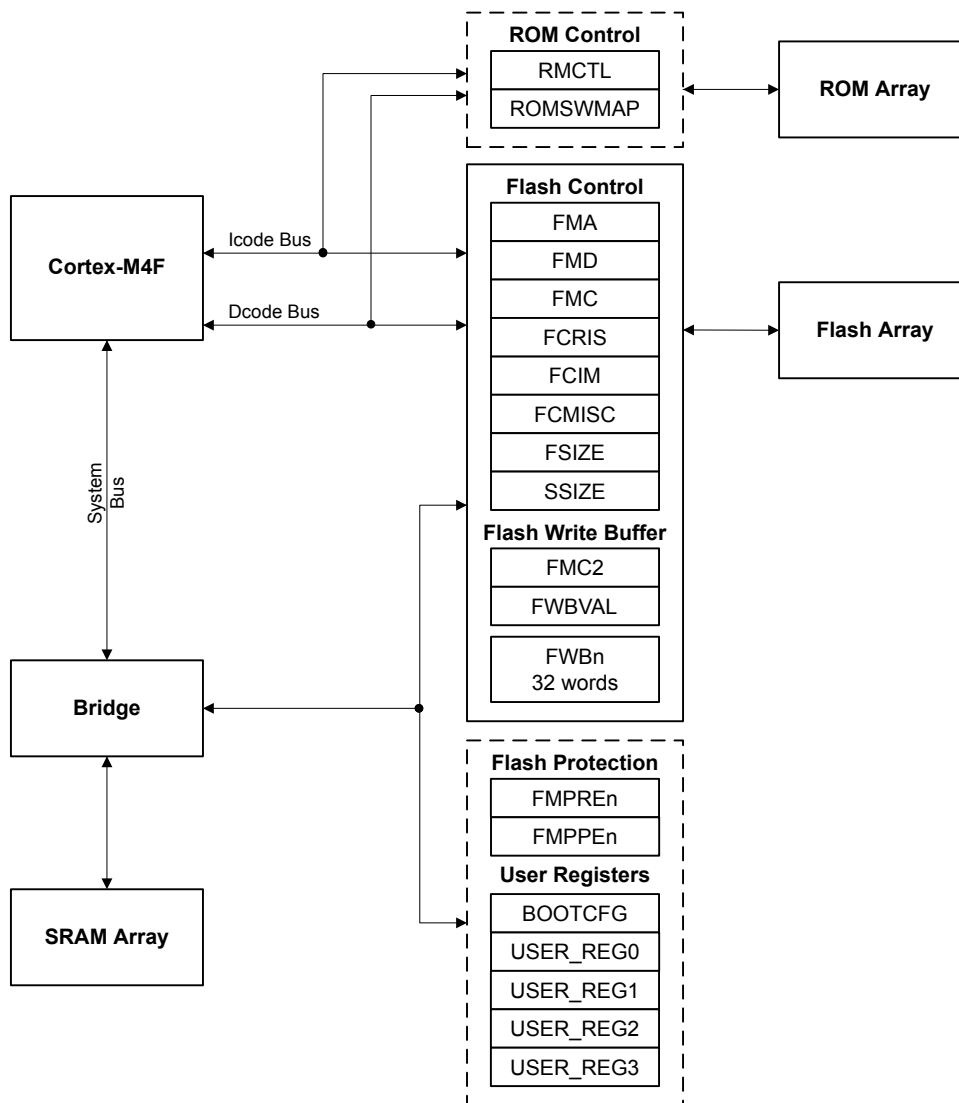 ROM Control
RMCTL
ROMSWMAP
ROM Array
Flash Control
FMA
FMD
FMC
FCRIS
FCIM
FCMISC
FSIZE
SSIZE
Flash Write Buffer
FMC2
FWBVAL
FWBn
32 words
Flash Array
Cortex-M4F
Icode Bus
Dcode Bus
System
Bus
Bridge
SRAM Array
Flash Protection
FMPREn
FMPPEn
User Registers
BOOTCFG
USER_REG0
USER_REG1
USER_REG2
USER_REG3